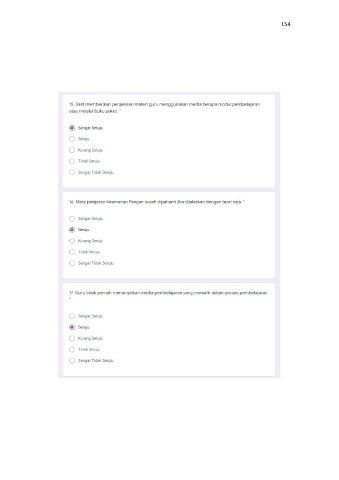 154
15. Saat memberikan penjelasan materi guru menggunakan media berupa modul pembelajaran
atau melalui buku paket. *
Sangat Setuju
Setuju
Kurang Setuju
Tidak Setuju
Sangat Tidak Setuju
16. Mata pelajaran Keamanan Pangan susah dipahami jika dijelaskan dengan teori saja. *
Sangat Setuju
Setuju
Kurang Setuju
Tidak Setuju
Sangat Tidak Setuju
17. Guru tidak pernah menampilkan media pembelajaran yang menarik dalam proses pembelajaran.
*
Sangat Setuju
Setuju
Kurang Setuju
Tidak Setuju
Sangat Tidak Setuju